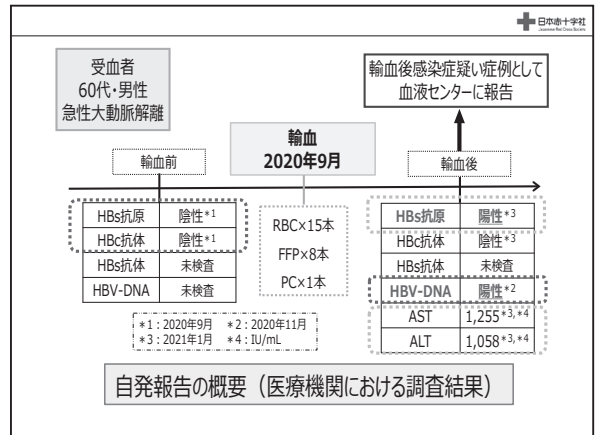 日本赤十字社
Japanese Red Cross Society
受血者
60代・男性
急性大動脈解離
輸血後感染症疑い症例として
血液センターに報告
輸血
2020年9月
輸血前
輸血後
HBs抗原 陰性*1
HBc抗体 陰性*1
HBs抗体 未検査
HBV-DNA 未検査
RBC×15本
FFP×8本
PC×1本
HBs抗原 陽性*3
HBc抗体 陰性*3
HBs抗体 未検査
HBV-DNA 陽性*2
AST 1,255*3,*4
ALT 1,058*3,*4
*1：2020年9月 *2：2020年11月
*3：2021年1月 *4：IU/mL
自発報告の概要（医療機関における調査結果）